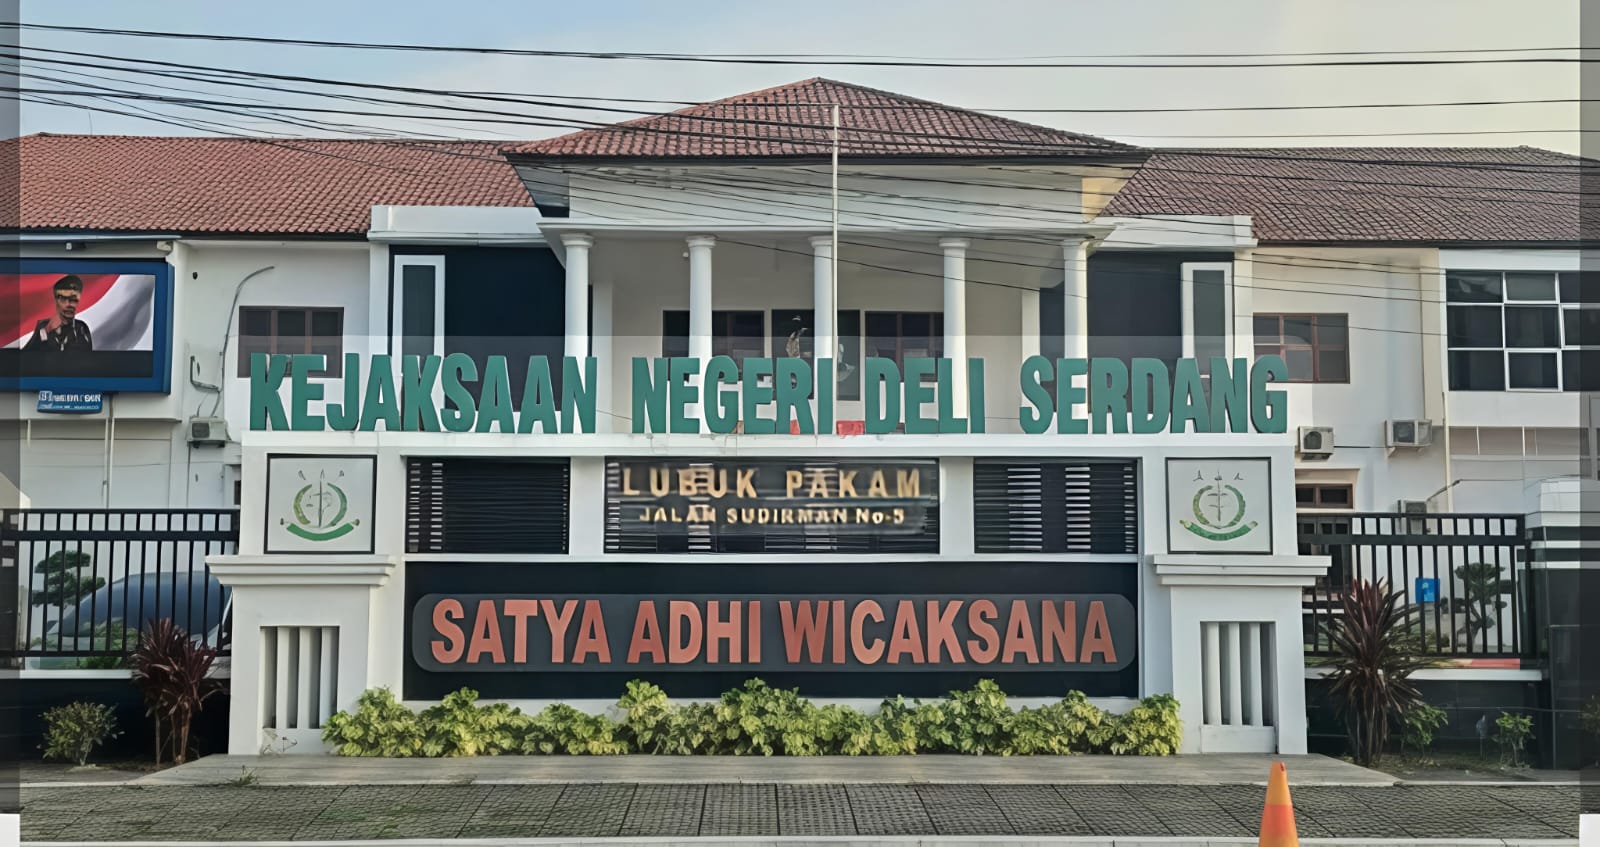 KEJAKSAAN NEGERI DELI SERDANG
LUBUK PAKAM
JALAN SUDIRMAN No-5
SATYA ADHI WICAKSANA